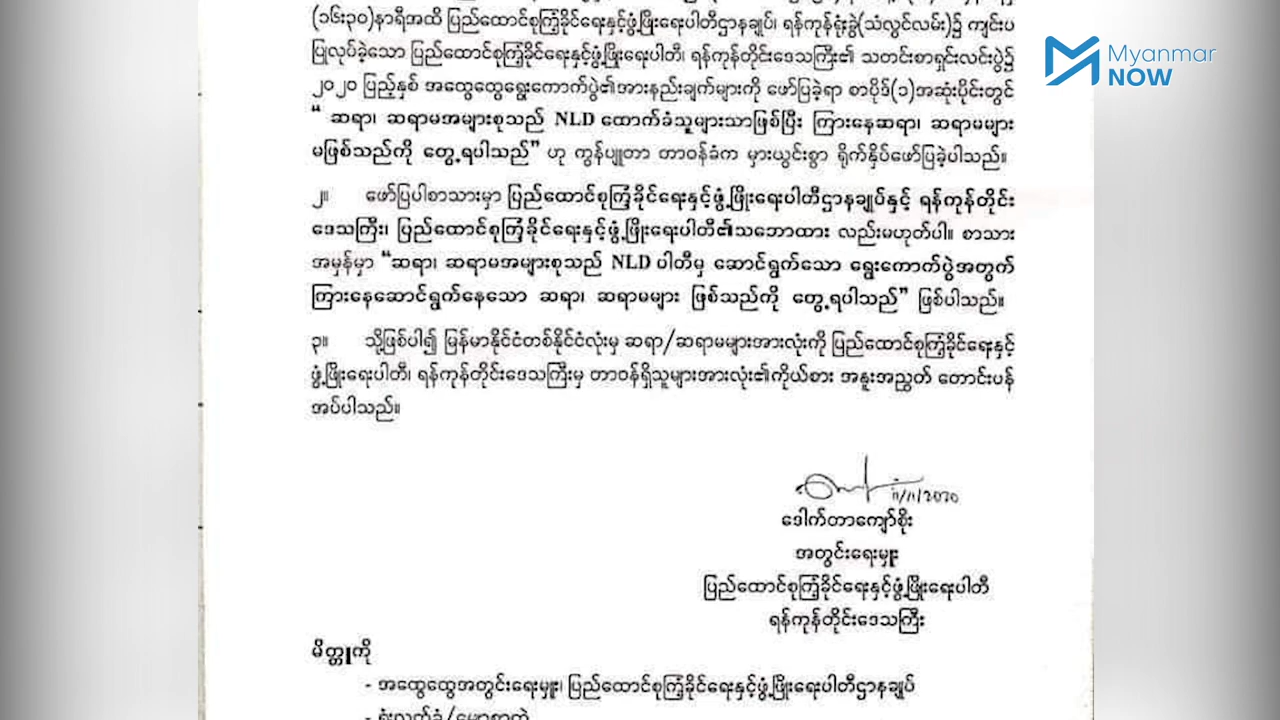 (၁၆း၃၀)နာရီအထိ ပြည်ထောင်စုကြံ့ခိုင်ရေးနှင့်ဖွံ့ဖြိုးရေးပါတီဌာနချုပ်၊ ရန်ကုန်ရုံးခွဲ(သံလွင်လမ်း)၌ ကျင်းပ
ပြုလုပ်ခဲ့သော ပြည်ထောင်စုကြံ့ခိုင်ရေးနှင့်ဖွံ့ဖြိုးရေးပါတီ၊ ရန်ကုန်တိုင်းဒေသကြီး၏ သတင်းစာရှင်းလင်းပွဲ၌
Myanmar
NOW
၂၀၂၀ ပြည့်နှစ် အထွေထွေရွေးကောက်ပွဲ၏အားနည်းချက်များကို ဖော်ပြခဲ့ရာ စာပိုဒ်(၁)အဆုံးပိုင်းတွင်
“ ဆရာ၊ ဆရာမအများစုသည် NLD ထောက်ခံသူများသာဖြစ်ပြီး ကြားနေဆရာ၊ ဆရာမများ
မဖြစ်သည်ကို တွေ့ရပါသည်” ဟု ကွန်ပျူတာ တာဝန်ခံက မှားယွင်းစွာ ရိုက်နှိပ်ဖော်ပြခဲ့ပါသည်။
၂။ ဖော်ပြပါစာသားမှာ ပြည်ထောင်စုကြံ့ခိုင်ရေးနှင့်ဖွံ့ဖြိုးရေးပါတီဌာနချုပ်နှင့် ရန်ကုန်တိုင်း
ဒေသကြီး၊ ပြည်ထောင်စုကြံ့ခိုင်ရေးနှင့်ဖွံ့ဖြိုးရေးပါတီ၏သဘောထား လည်းမဟုတ်ပါ။ စာသား
အမှန်မှာ “ဆရာ၊ ဆရာမအများစုသည် NLD ပါတီမှ ဆောင်ရွက်သော ရွေးကောက်ပွဲအတွက်
ကြားနေဆောင်ရွက်နေသော ဆရာ၊ ဆရာမများ ဖြစ်သည်ကို တွေ့ရပါသည်” ဖြစ်ပါသည်။
၃။ သို့ဖြစ်ပါ၍ မြန်မာနိုင်ငံတစ်နိုင်ငံလုံးမှ ဆရာ/ဆရာမများအားလုံးကို ပြည်ထောင်စုကြံ့ခိုင်ရေးနှင့်
ဖွံ့ဖြိုးရေးပါတီ၊ ရန်ကုန်တိုင်းဒေသကြီးမှ တာဝန်ရှိသူများအားလုံး၏ကိုယ်စား အနူးအညွတ် တောင်းပန်
အပ်ပါသည်။
11/11/2020
ဒေါက်တာကျော်စိုး
အတွင်းရေးမှူး
ပြည်ထောင်စုကြံ့ခိုင်ရေးနှင့်ဖွံ့ဖြိုးရေးပါတီ
ရန်ကုန်တိုင်းဒေသကြီး
မိတ္တူကို
- အထွေထွေအတွင်းရေးမှူး၊ ပြည်ထောင်စုကြံ့ခိုင်ရေးနှင့်ဖွံ့ဖြိုးရေးပါတီဌာနချုပ်
- ရုံးလက်ခံ/မျှောစာတွဲ